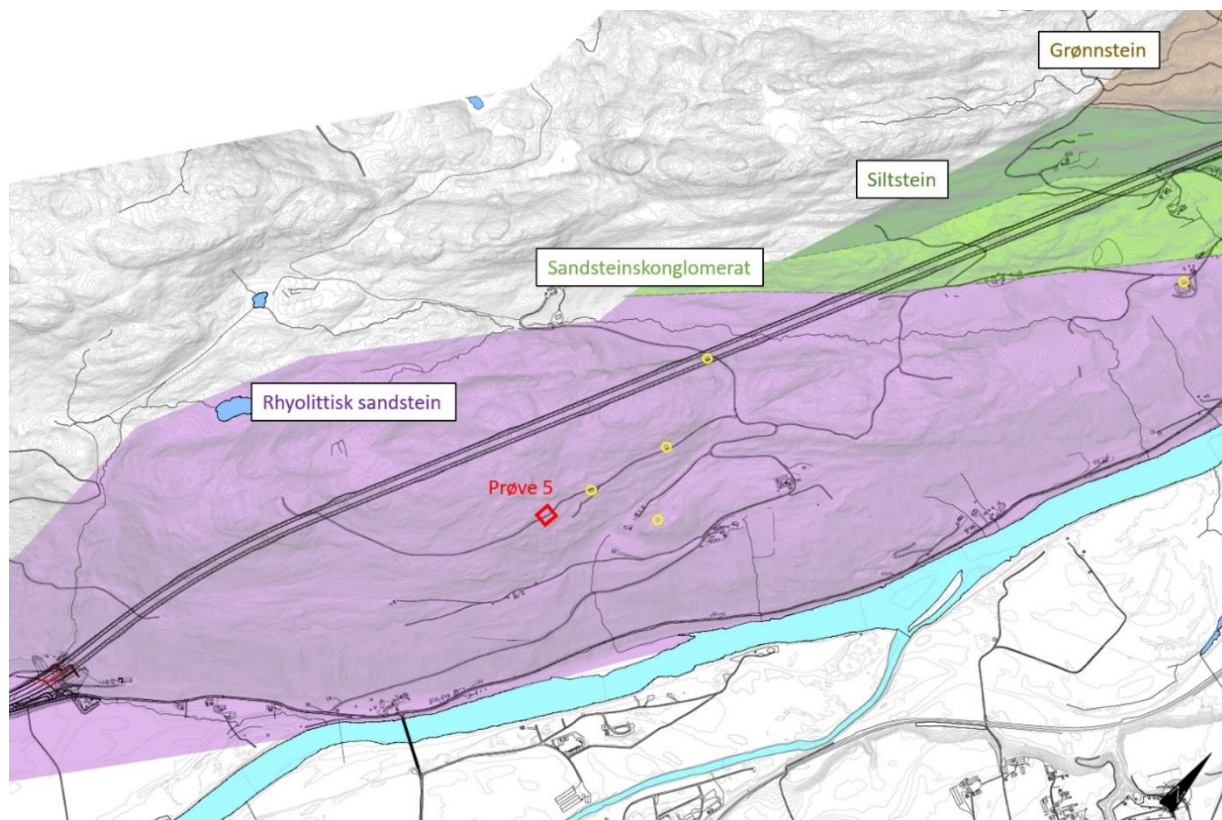 Grønnstein
Siltstein
Sandsteinskonglomerat
Rhyolittisk sandstein
Prøve 5